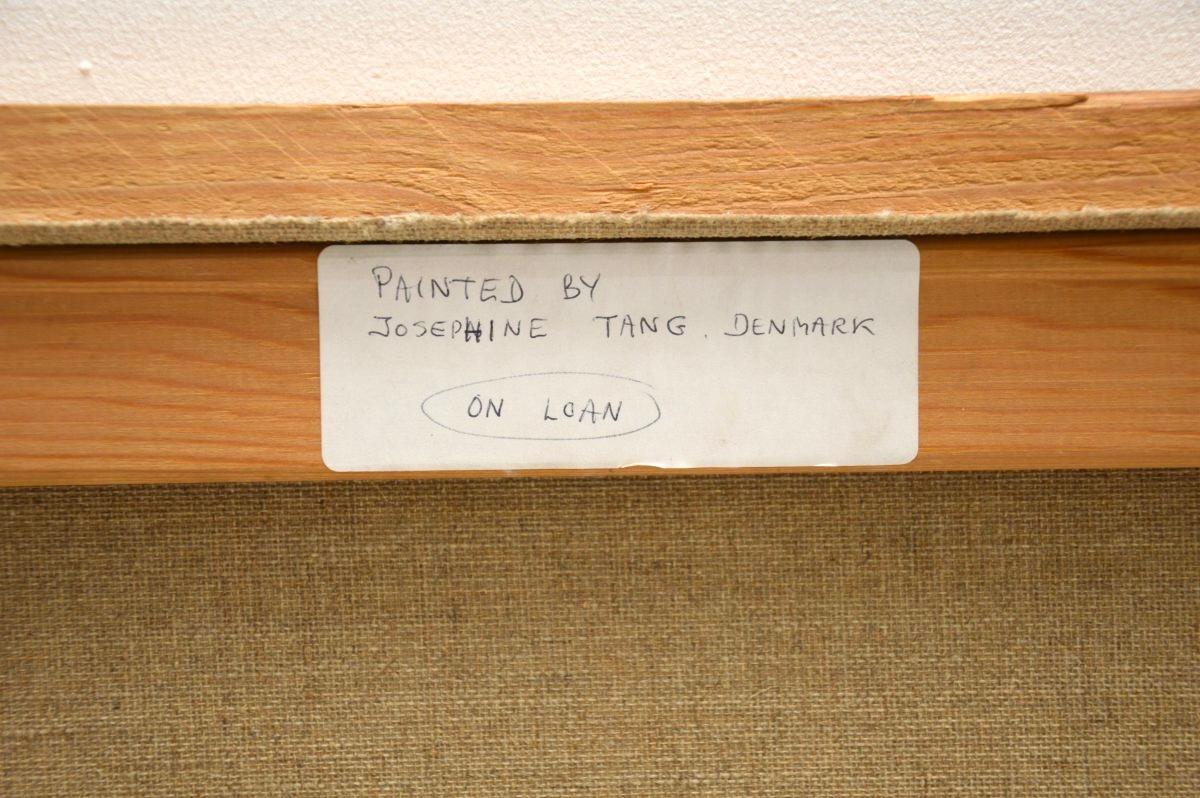 PAINTED BY
JOSEPHINE TANG. DENMARK
ON LOAN